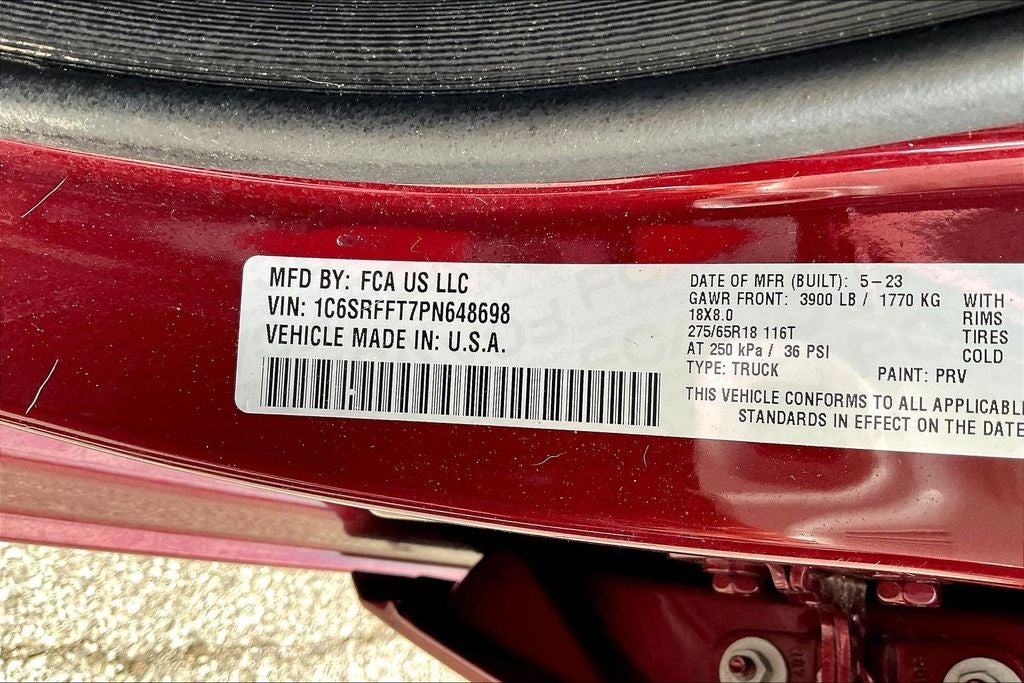 MFD BY: FCA US LLC
VIN: 1C6SRFFT7PN648698
VEHICLE MADE IN: U.S.A.
DATE OF MFR (BUILT): 5-23
GAWR FRONT: 3900 LB / 1770 KG WITH
18X8.0 RIMS
275/65R18 116T TIRES
AT 250 kPa / 36 PSI COLD
TYPE: TRUCK PAINT: PRV
THIS VEHICLE CONFORMS TO ALL APPLICABL
STANDARDS IN EFFECT ON THE DATE